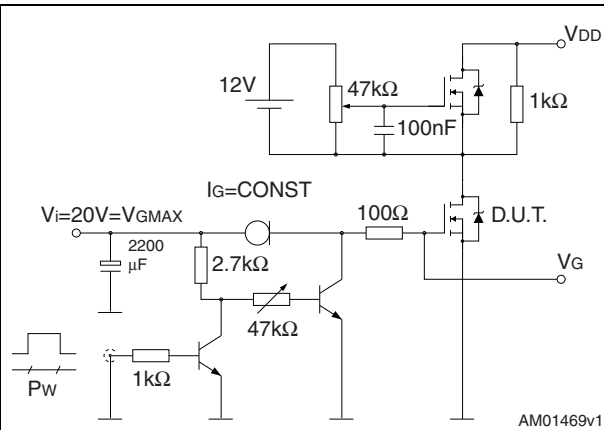 VDD
12V
47kΩ
1kΩ
100nF
IG=CONST
Vi=20V=VGMAX
100Ω
D.U.T.
2200
μF
2.7kΩ
VG
47kΩ
1kΩ
PW
AM01469v1